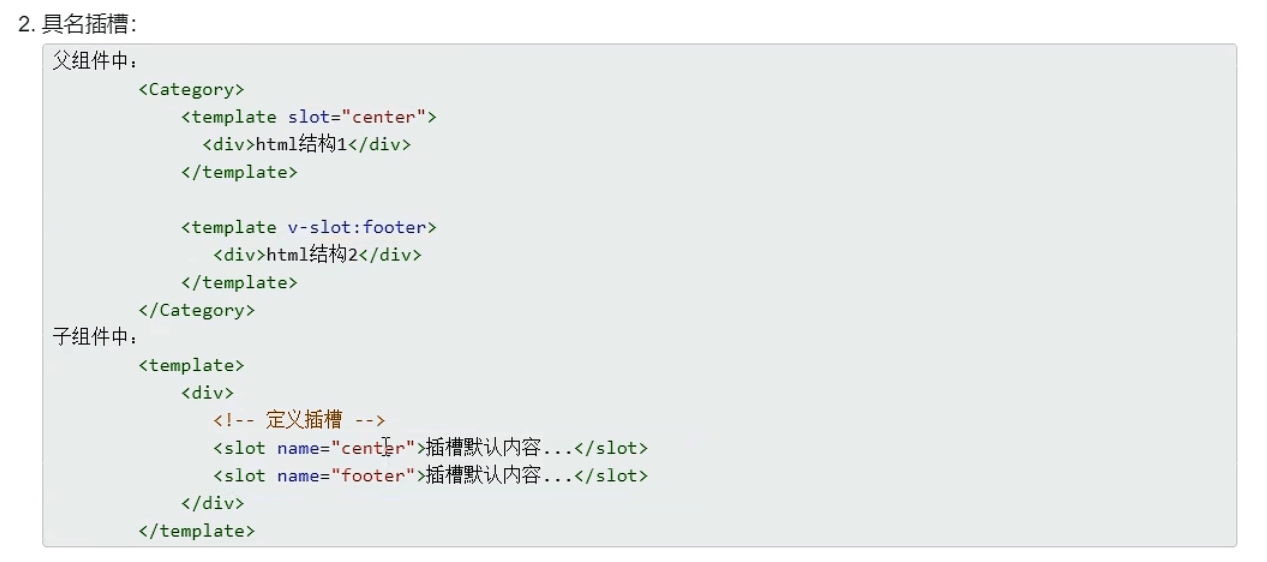 2. 具名插槽：
父组件中：
<Category>
<template slot="center">
<div>html结构1</div>
</template>
<template v-slot:footer>
<div>html结构2</div>
</template>
</Category>
子组件中：
<template>
<div>
<!-- 定义插槽 -->
<slot name="center">插槽默认内容...</slot>
<slot name="footer">插槽默认内容...</slot>
</div>
</template>